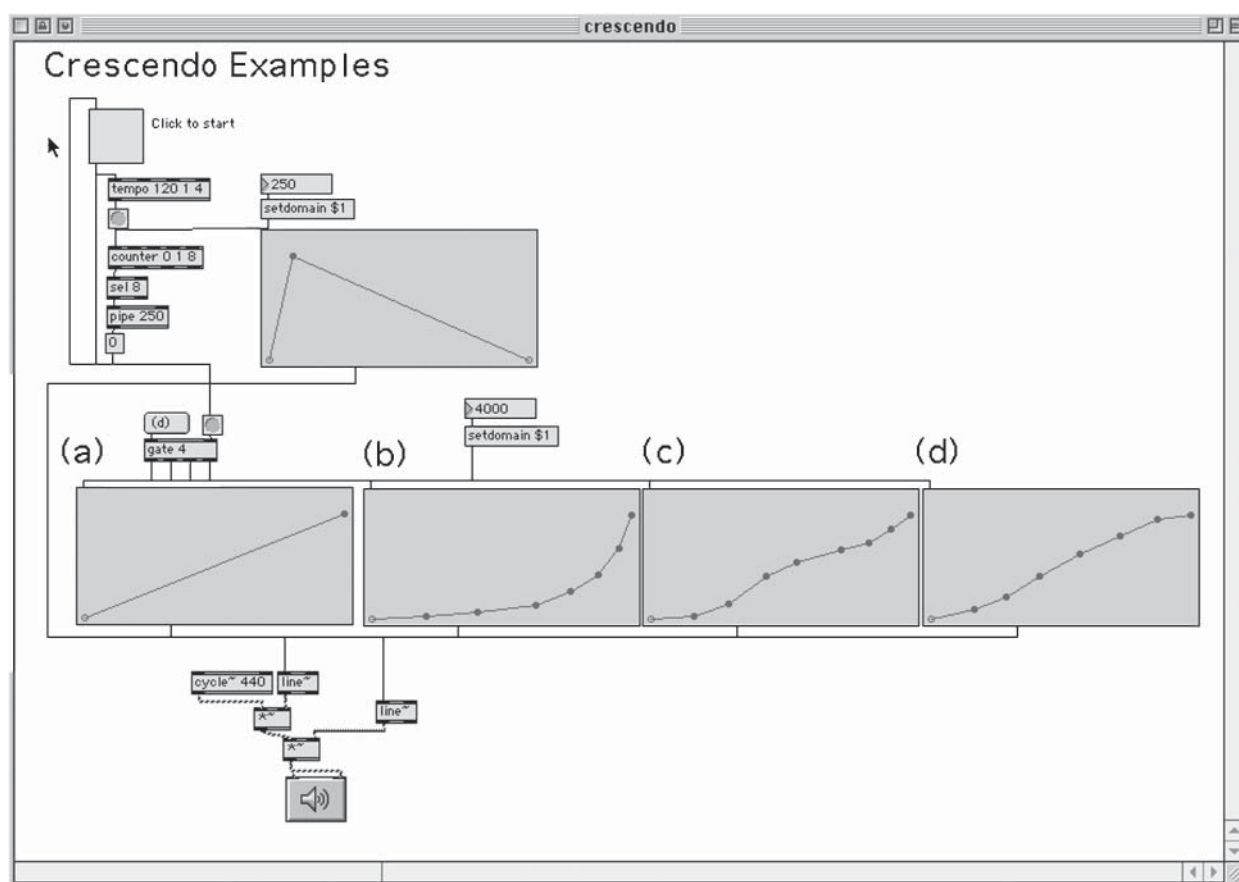 crescendo
Crescendo Examples
Click to start
tempo 120 1 4
250
setdomain $1
counter 0 1 8
sel 8
pipe 250
0
4000
(d)
setdomain $1
gate 4
(a)
(b)
(c)
(d)
cycle~ 440
line~
*~
line~
*~